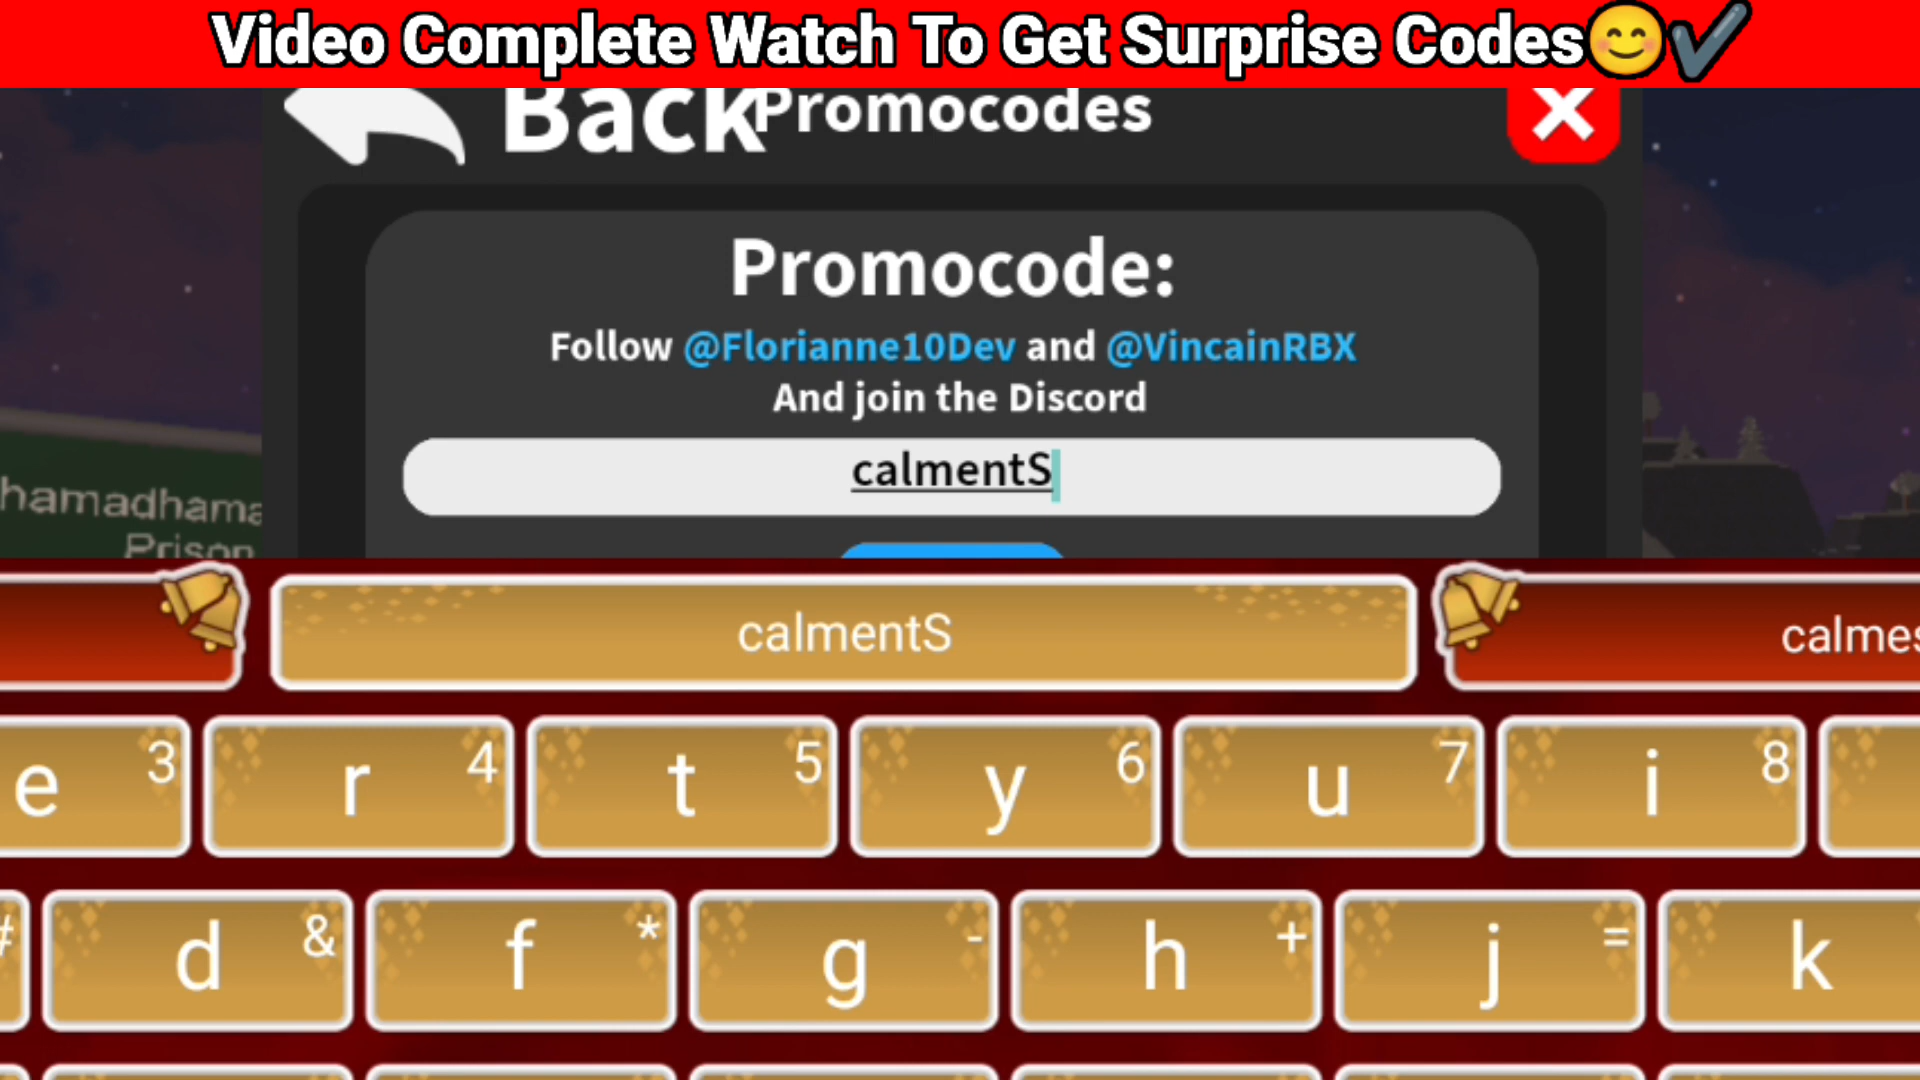 Video Complete Watch To Get Surprise Codes😊✔
Back
Promocodes
Promocode:
Follow @Florianne10Dev and @VincainRBX
And join the Discord
calmentS
hamadhama
Prison
calmentS
calmes
e 3 r 4 t 5 y 6 u 7 i 8
# d & f * g - h + j = k